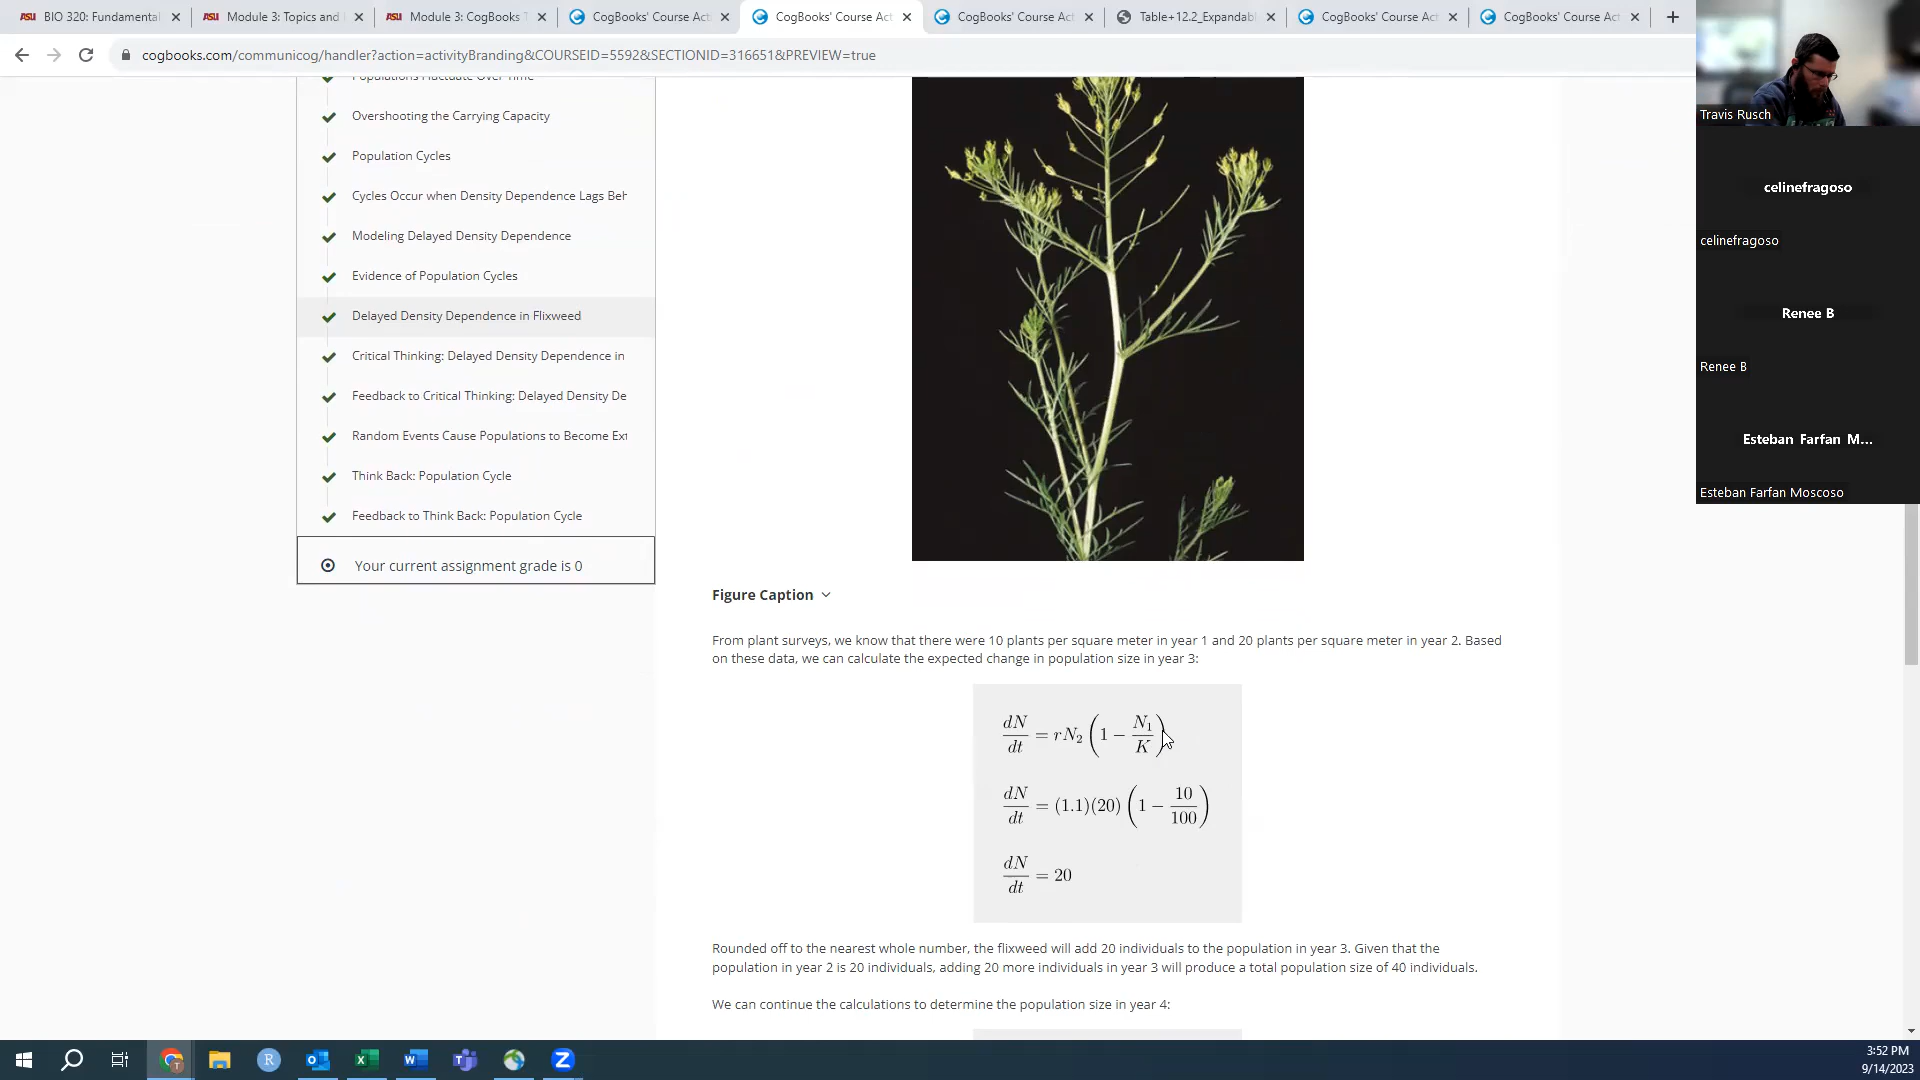 BIO 320: Fundamental
Module 3: Topics and
Module 3: CogBooks
CogBooks' Course Act
CogBooks' Course Act
CogBooks' Course Act
Table+12.2_Expandab
CogBooks' Course Act
CogBooks' Course Act
cogbooks.com/communicog/handler?action=activityBranding&COURSEID=5592&SECTIONID=316651&PREVIEW=true
Populations Fluctuate Over Time
Overshooting the Carrying Capacity
Population Cycles
Cycles Occur when Density Dependence Lags Beh
Modeling Delayed Density Dependence
Evidence of Population Cycles
Delayed Density Dependence in Flixweed
Critical Thinking: Delayed Density Dependence in
Feedback to Critical Thinking: Delayed Density De
Random Events Cause Populations to Become Ext
Think Back: Population Cycle
Feedback to Think Back: Population Cycle
Your current assignment grade is 0
Figure Caption
From plant surveys, we know that there were 10 plants per square meter in year 1 and 20 plants per square meter in year 2. Based
on these data, we can calculate the expected change in population size in year 3:
dN/dt = rN₂ (1 − N₁/K)
dN/dt = (1.1)(20) (1 − 10/100)
dN/dt = 20
Rounded off to the nearest whole number, the flixweed will add 20 individuals to the population in year 3. Given that the
population in year 2 is 20 individuals, adding 20 more individuals in year 3 will produce a total population size of 40 individuals.
We can continue the calculations to determine the population size in year 4:
Travis Rusch
celinefragoso
celinefragoso
Renee B
Renee B
Esteban Farfan M...
Esteban Farfan Moscoso
3:52 PM
9/14/2023